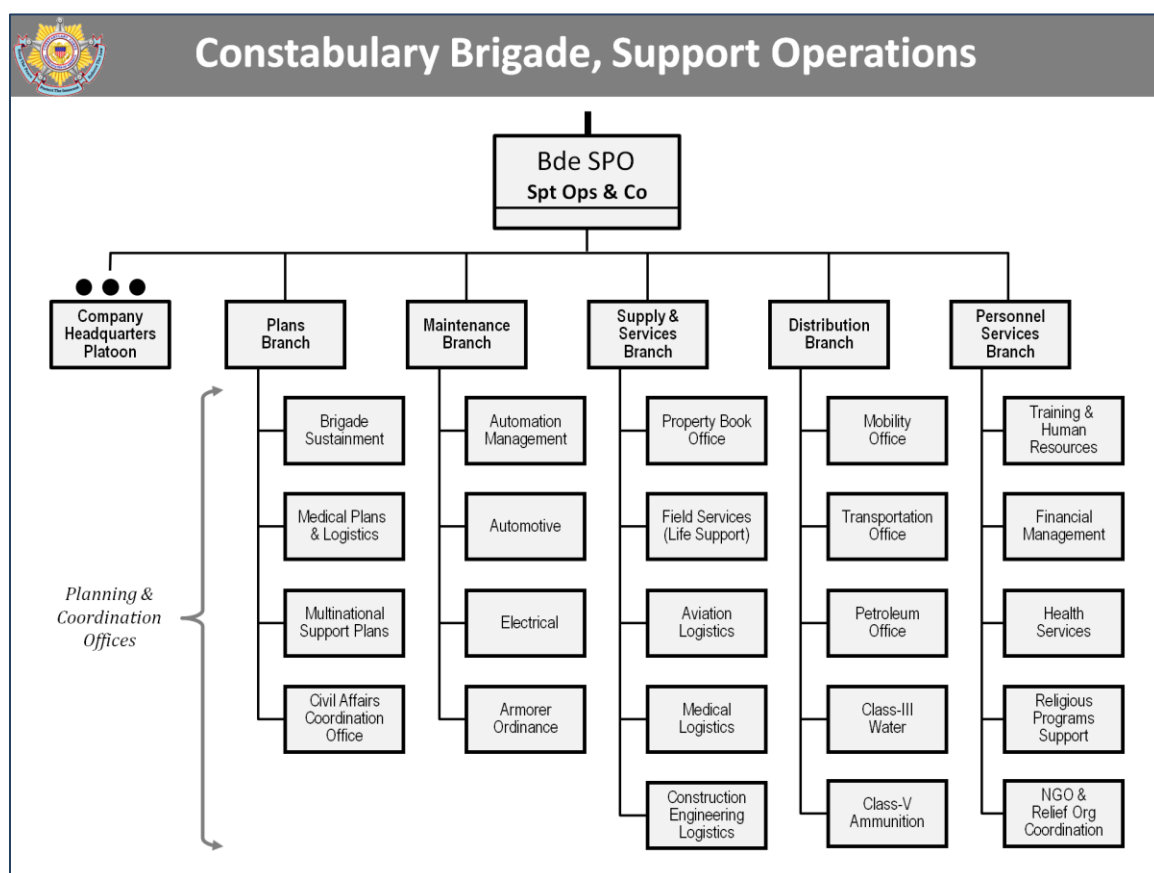 Constabulary Brigade, Support Operations
Bde SPO
Spt Ops & Co
Company
Headquarters
Platoon
Plans
Branch
Maintenance
Branch
Supply &
Services
Branch
Distribution
Branch
Personnel
Services
Branch
Planning &
Coordination
Offices
Brigade
Sustainment
Medical Plans
& Logistics
Multinational
Support Plans
Civil Affairs
Coordination
Office
Automation
Management
Automotive
Electrical
Armorer
Ordinance
Property Book
Office
Field Services
(Life Support)
Aviation
Logistics
Medical
Logistics
Construction
Engineering
Logistics
Mobility
Office
Transportation
Office
Petroleum
Office
Class-III
Water
Class-V
Ammunition
Training &
Human
Resources
Financial
Management
Health
Services
Religious
Programs
Support
NGO &
Relief Org
Coordination